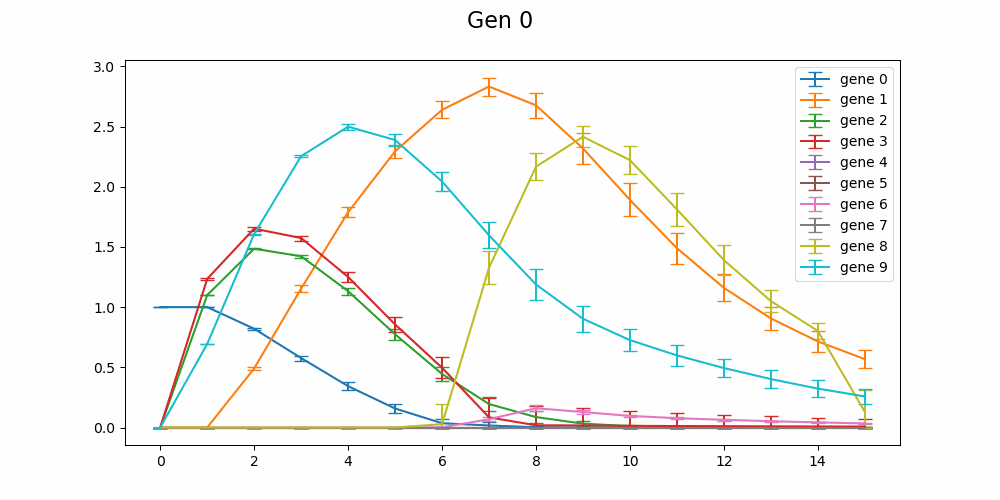 Gen 0
3.0
2.5
2.0
1.5
1.0
0.5
0.0
0 2 4 6 8 10 12 14
gene 0
gene 1
gene 2
gene 3
gene 4
gene 5
gene 6
gene 7
gene 8
gene 9